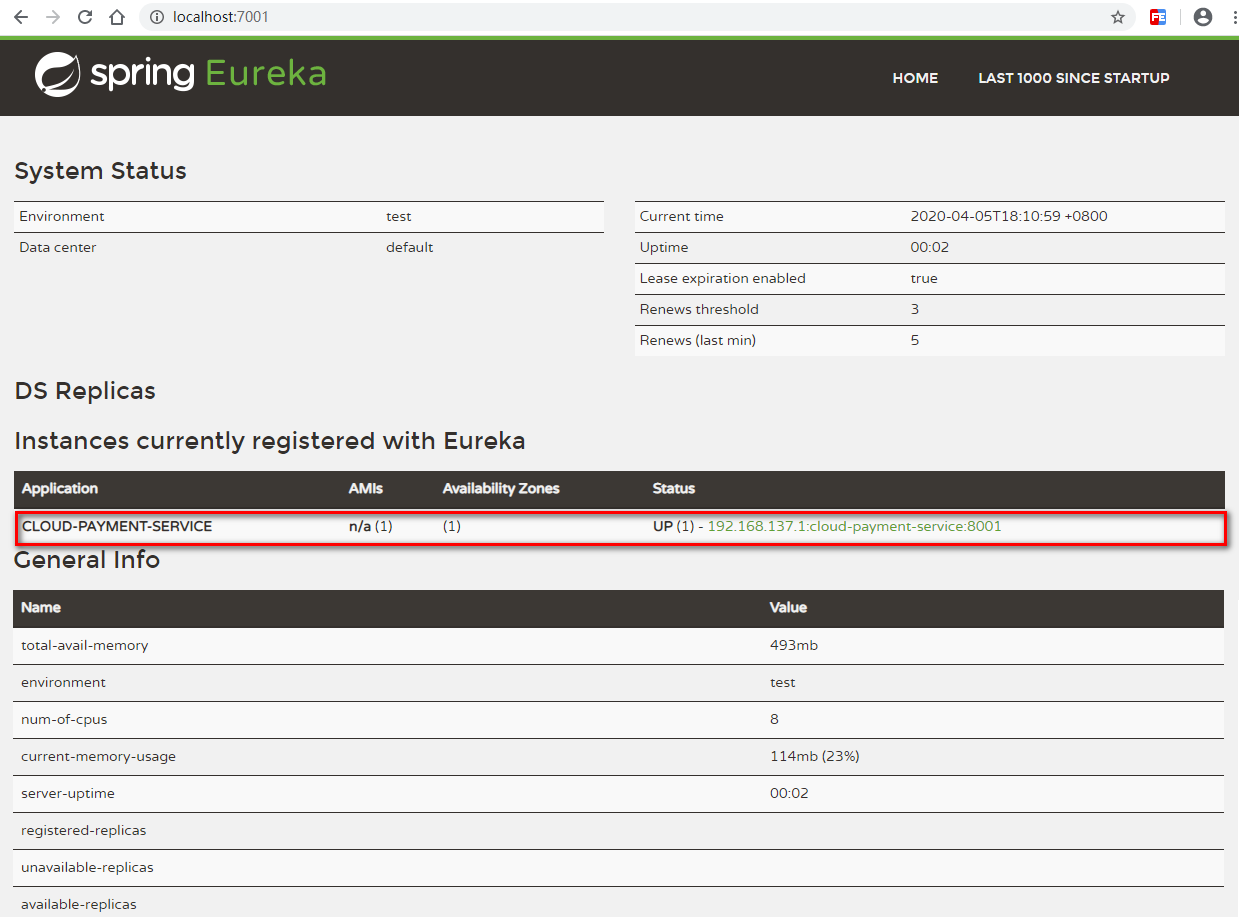 localhost:7001
FE
spring Eureka
HOME LAST 1000 SINCE STARTUP
System Status
Environment test
Data center default
Current time 2020-04-05T18:10:59 +0800
Uptime 00:02
Lease expiration enabled true
Renews threshold 3
Renews (last min) 5
DS Replicas
Instances currently registered with Eureka
Application AMIs Availability Zones Status
CLOUD-PAYMENT-SERVICE n/a (1) (1) UP (1) - 192.168.137.1:cloud-payment-service:8001
General Info
Name Value
total-avail-memory 493mb
environment test
num-of-cpus 8
current-memory-usage 114mb (23%)
server-uptime 00:02
registered-replicas
unavailable-replicas
available-replicas